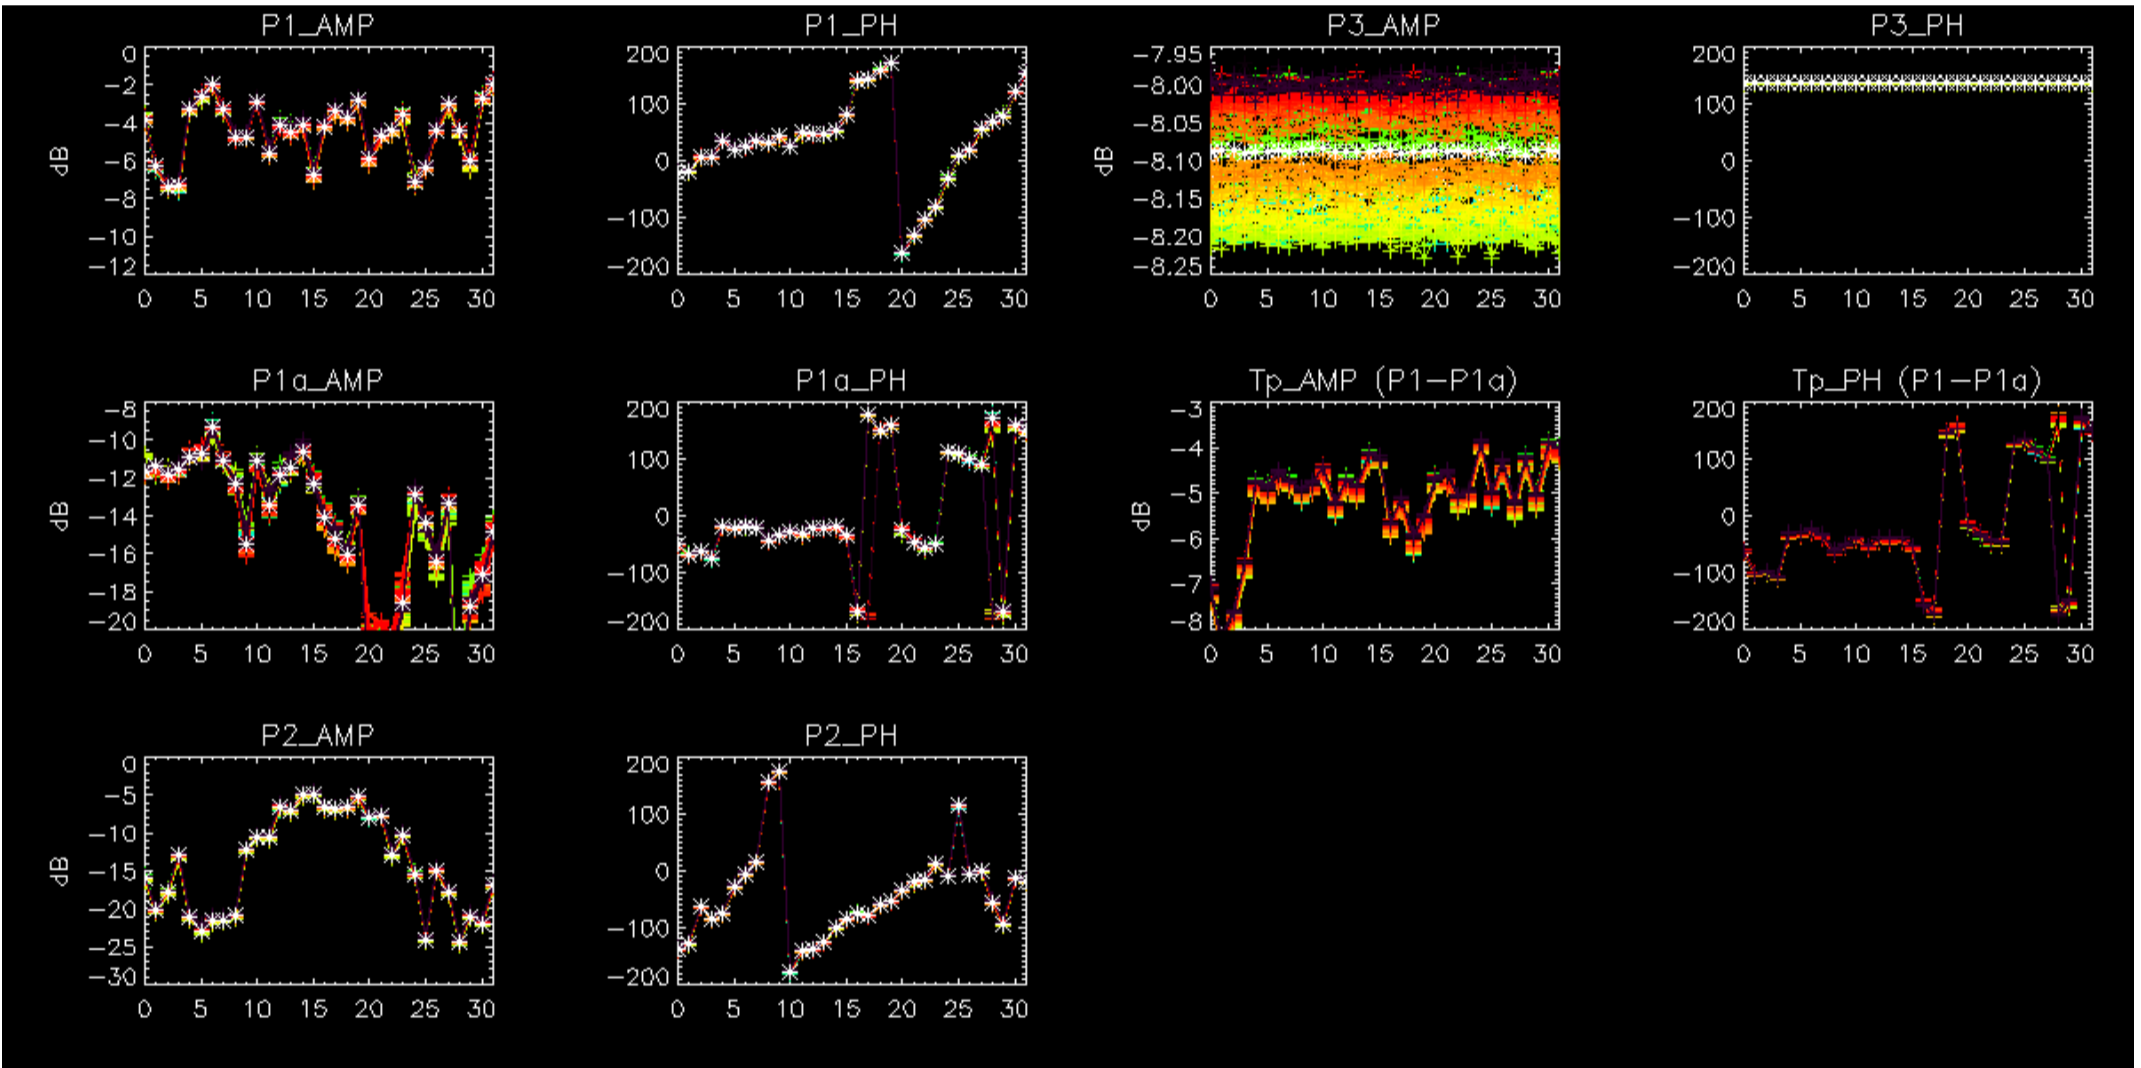 P1_AMP
dB
0
−2
−4
−6
−8
−10
−12
0 5 10 15 20 25 30
P1_PH
200
100
0
−100
−200
0 5 10 15 20 25 30
P3_AMP
dB
−7.95
−8.00
−8.05
−8.10
−8.15
−8.20
−8.25
0 5 10 15 20 25 30
P3_PH
200
100
0
−100
−200
0 5 10 15 20 25 30
P1a_AMP
dB
−8
−10
−12
−14
−16
−18
−20
0 5 10 15 20 25 30
P1a_PH
200
100
0
−100
−200
0 5 10 15 20 25 30
Tp_AMP (P1−P1a)
dB
−3
−4
−5
−6
−7
−8
0 5 10 15 20 25 30
Tp_PH (P1−P1a)
200
100
0
−100
−200
0 5 10 15 20 25 30
P2_AMP
dB
0
−5
−10
−15
−20
−25
−30
0 5 10 15 20 25 30
P2_PH
200
100
0
−100
−200
0 5 10 15 20 25 30